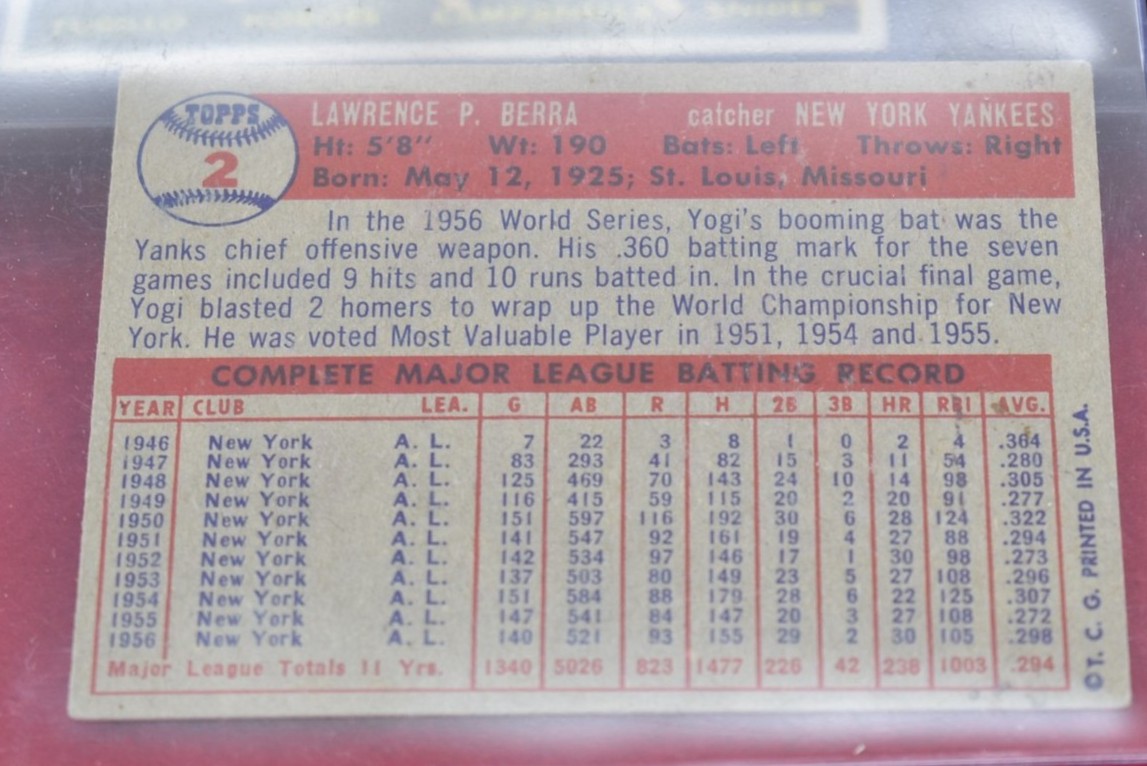 TOPPS
2
LAWRENCE P. BERRA catcher NEW YORK YANKEES
Ht: 5'8" Wt: 190 Bats: Left Throws: Right
Born: May 12, 1925; St. Louis, Missouri
In the 1956 World Series, Yogi's booming bat was the
Yanks chief offensive weapon. His .360 batting mark for the seven
games included 9 hits and 10 runs batted in. In the crucial final game,
Yogi blasted 2 homers to wrap up the World Championship for New
York. He was voted Most Valuable Player in 1951, 1954 and 1955.
COMPLETE MAJOR LEAGUE BATTING RECORD
YEAR CLUB LEA. G AB R H 2B 3B HR RBI AVG.
1946 New York A. L. 7 22 3 8 1 0 2 4 .364
1947 New York A. L. 83 293 41 82 15 3 11 54 .280
1948 New York A. L. 125 469 70 143 24 10 14 98 .305
1949 New York A. L. 116 415 59 115 20 2 20 91 .277
1950 New York A. L. 151 597 116 192 30 6 28 124 .322
1951 New York A. L. 141 547 92 161 19 4 27 88 .294
1952 New York A. L. 142 534 97 146 17 1 30 98 .273
1953 New York A. L. 137 503 80 149 23 5 27 108 .296
1954 New York A. L. 151 584 88 179 28 6 22 125 .307
1955 New York A. L. 147 541 84 147 20 3 27 108 .272
1956 New York A. L. 140 521 93 155 29 2 30 105 .298
Major League Totals 11 Yrs. 1340 5026 823 1477 226 42 238 1003 .294
©T. C. G. PRINTED IN U.S.A.